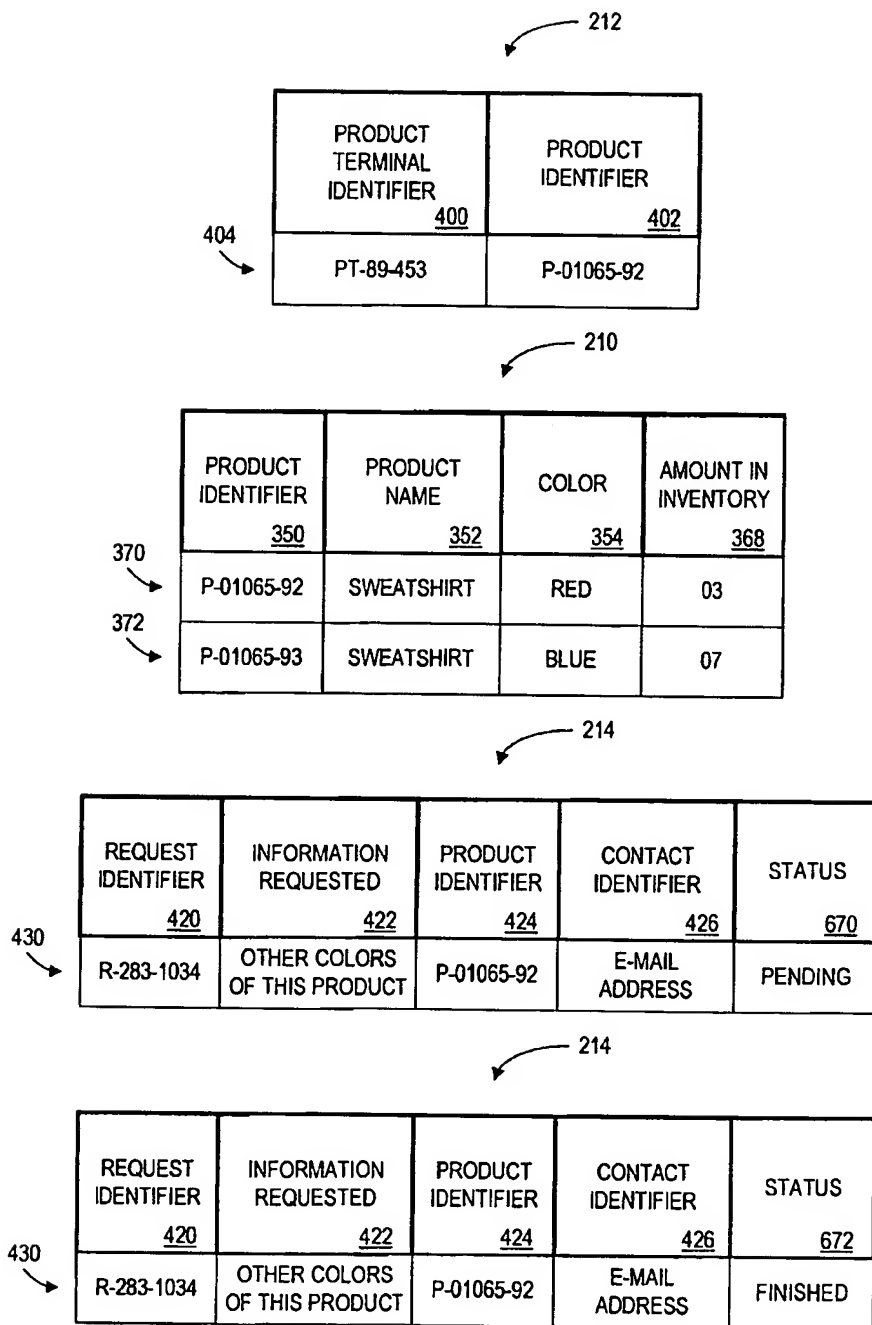 212
PRODUCT TERMINAL IDENTIFIER 400 PRODUCT IDENTIFIER 402
404 PT-89-453 P-01065-92
210
PRODUCT IDENTIFIER 350 PRODUCT NAME 352 COLOR 354 AMOUNT IN INVENTORY 368
370 P-01065-92 SWEATSHIRT RED 03
372 P-01065-93 SWEATSHIRT BLUE 07
214
REQUEST IDENTIFIER 420 INFORMATION REQUESTED 422 PRODUCT IDENTIFIER 424 CONTACT IDENTIFIER 426 STATUS 670
430 R-283-1034 OTHER COLORS OF THIS PRODUCT P-01065-92 E-MAIL ADDRESS PENDING
214
REQUEST IDENTIFIER 420 INFORMATION REQUESTED 422 PRODUCT IDENTIFIER 424 CONTACT IDENTIFIER 426 STATUS 672
430 R-283-1034 OTHER COLORS OF THIS PRODUCT P-01065-92 E-MAIL ADDRESS FINISHED